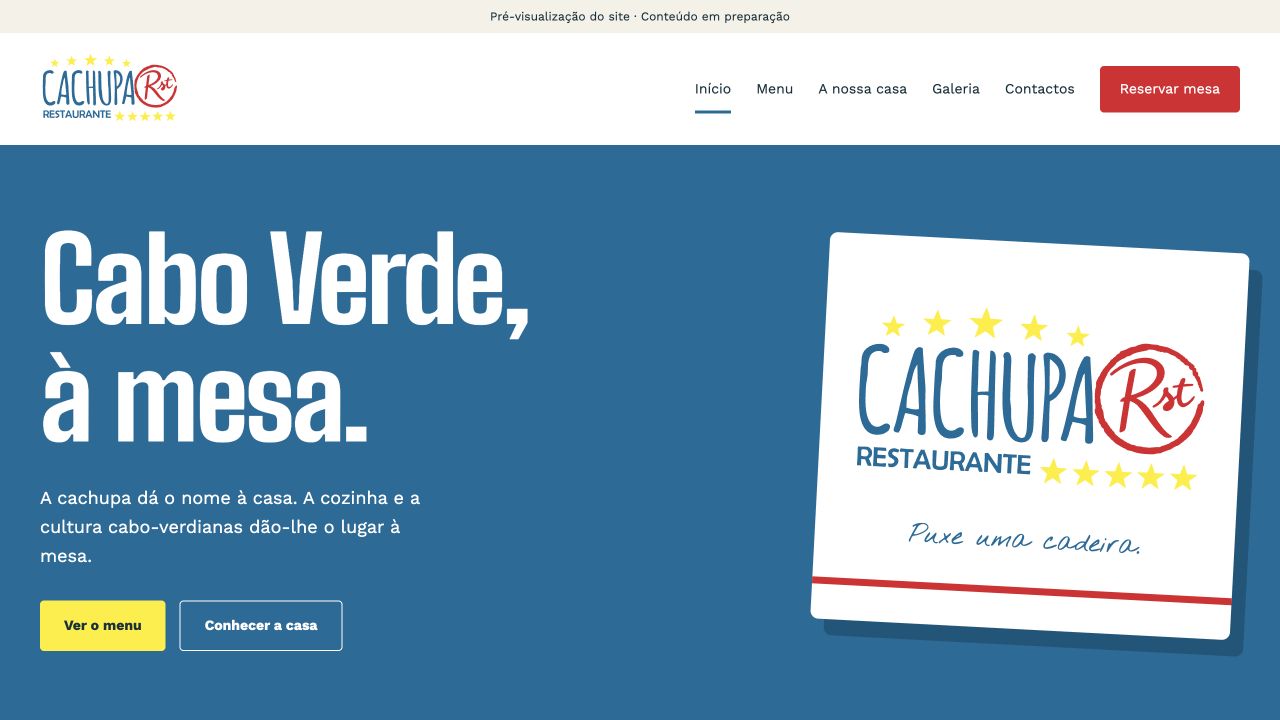 Pré-visualização do site · Conteúdo em preparação
CACHUPA Rst
RESTAURANTE
Início
Menu
A nossa casa
Galeria
Contactos
Reservar mesa
Cabo Verde,
à mesa.
A cachupa dá o nome à casa. A cozinha e a
cultura cabo-verdianas dão-lhe o lugar à
mesa.
Ver o menu
Conhecer a casa
CACHUPA Rst
RESTAURANTE
Puxe uma cadeira.